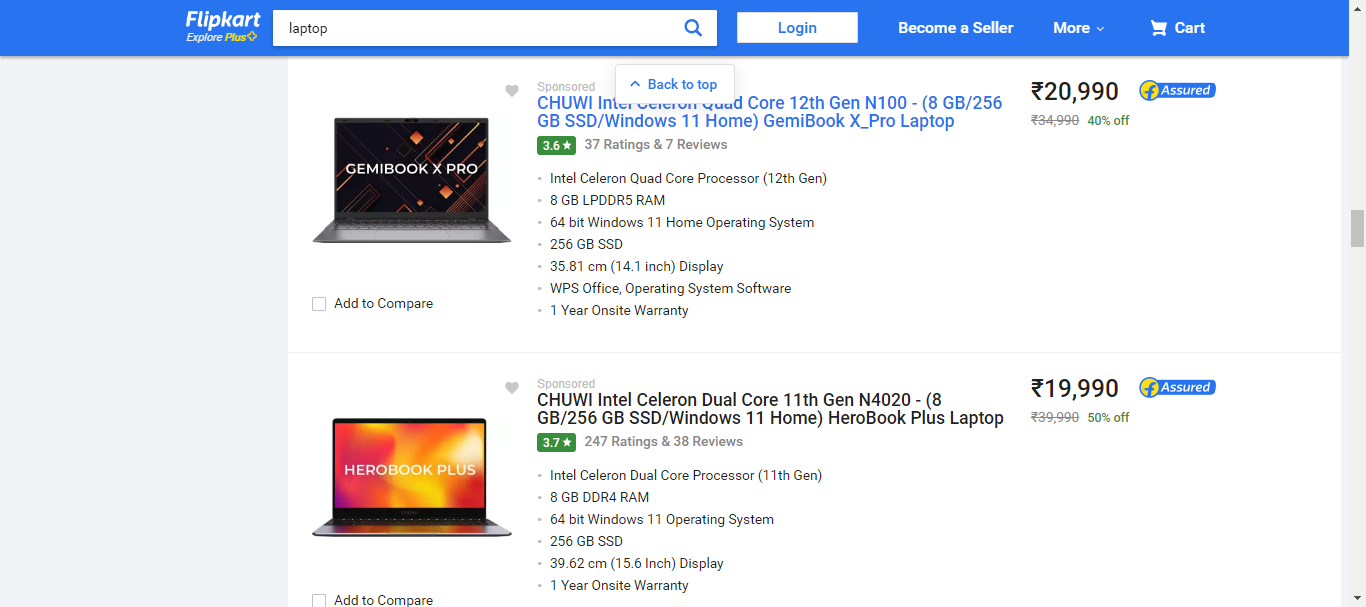 Flipkart
Explore Plus
laptop
Login
Become a Seller
More
Cart
Back to top
Sponsored
CHUWI Intel Celeron Quad Core 12th Gen N100 - (8 GB/256
GB SSD/Windows 11 Home) GemiBook X_Pro Laptop
3.6★ 37 Ratings & 7 Reviews
Intel Celeron Quad Core Processor (12th Gen)
8 GB LPDDR5 RAM
64 bit Windows 11 Home Operating System
256 GB SSD
35.81 cm (14.1 inch) Display
WPS Office, Operating System Software
1 Year Onsite Warranty
₹20,990
Assured
₹34,990 40% off
GEMIBOOK X PRO
Add to Compare
Sponsored
CHUWI Intel Celeron Dual Core 11th Gen N4020 - (8
GB/256 GB SSD/Windows 11 Home) HeroBook Plus Laptop
3.7★ 247 Ratings & 38 Reviews
Intel Celeron Dual Core Processor (11th Gen)
8 GB DDR4 RAM
64 bit Windows 11 Operating System
256 GB SSD
39.62 cm (15.6 Inch) Display
1 Year Onsite Warranty
₹19,990
Assured
₹39,990 50% off
HEROBOOK PLUS
Add to Compare